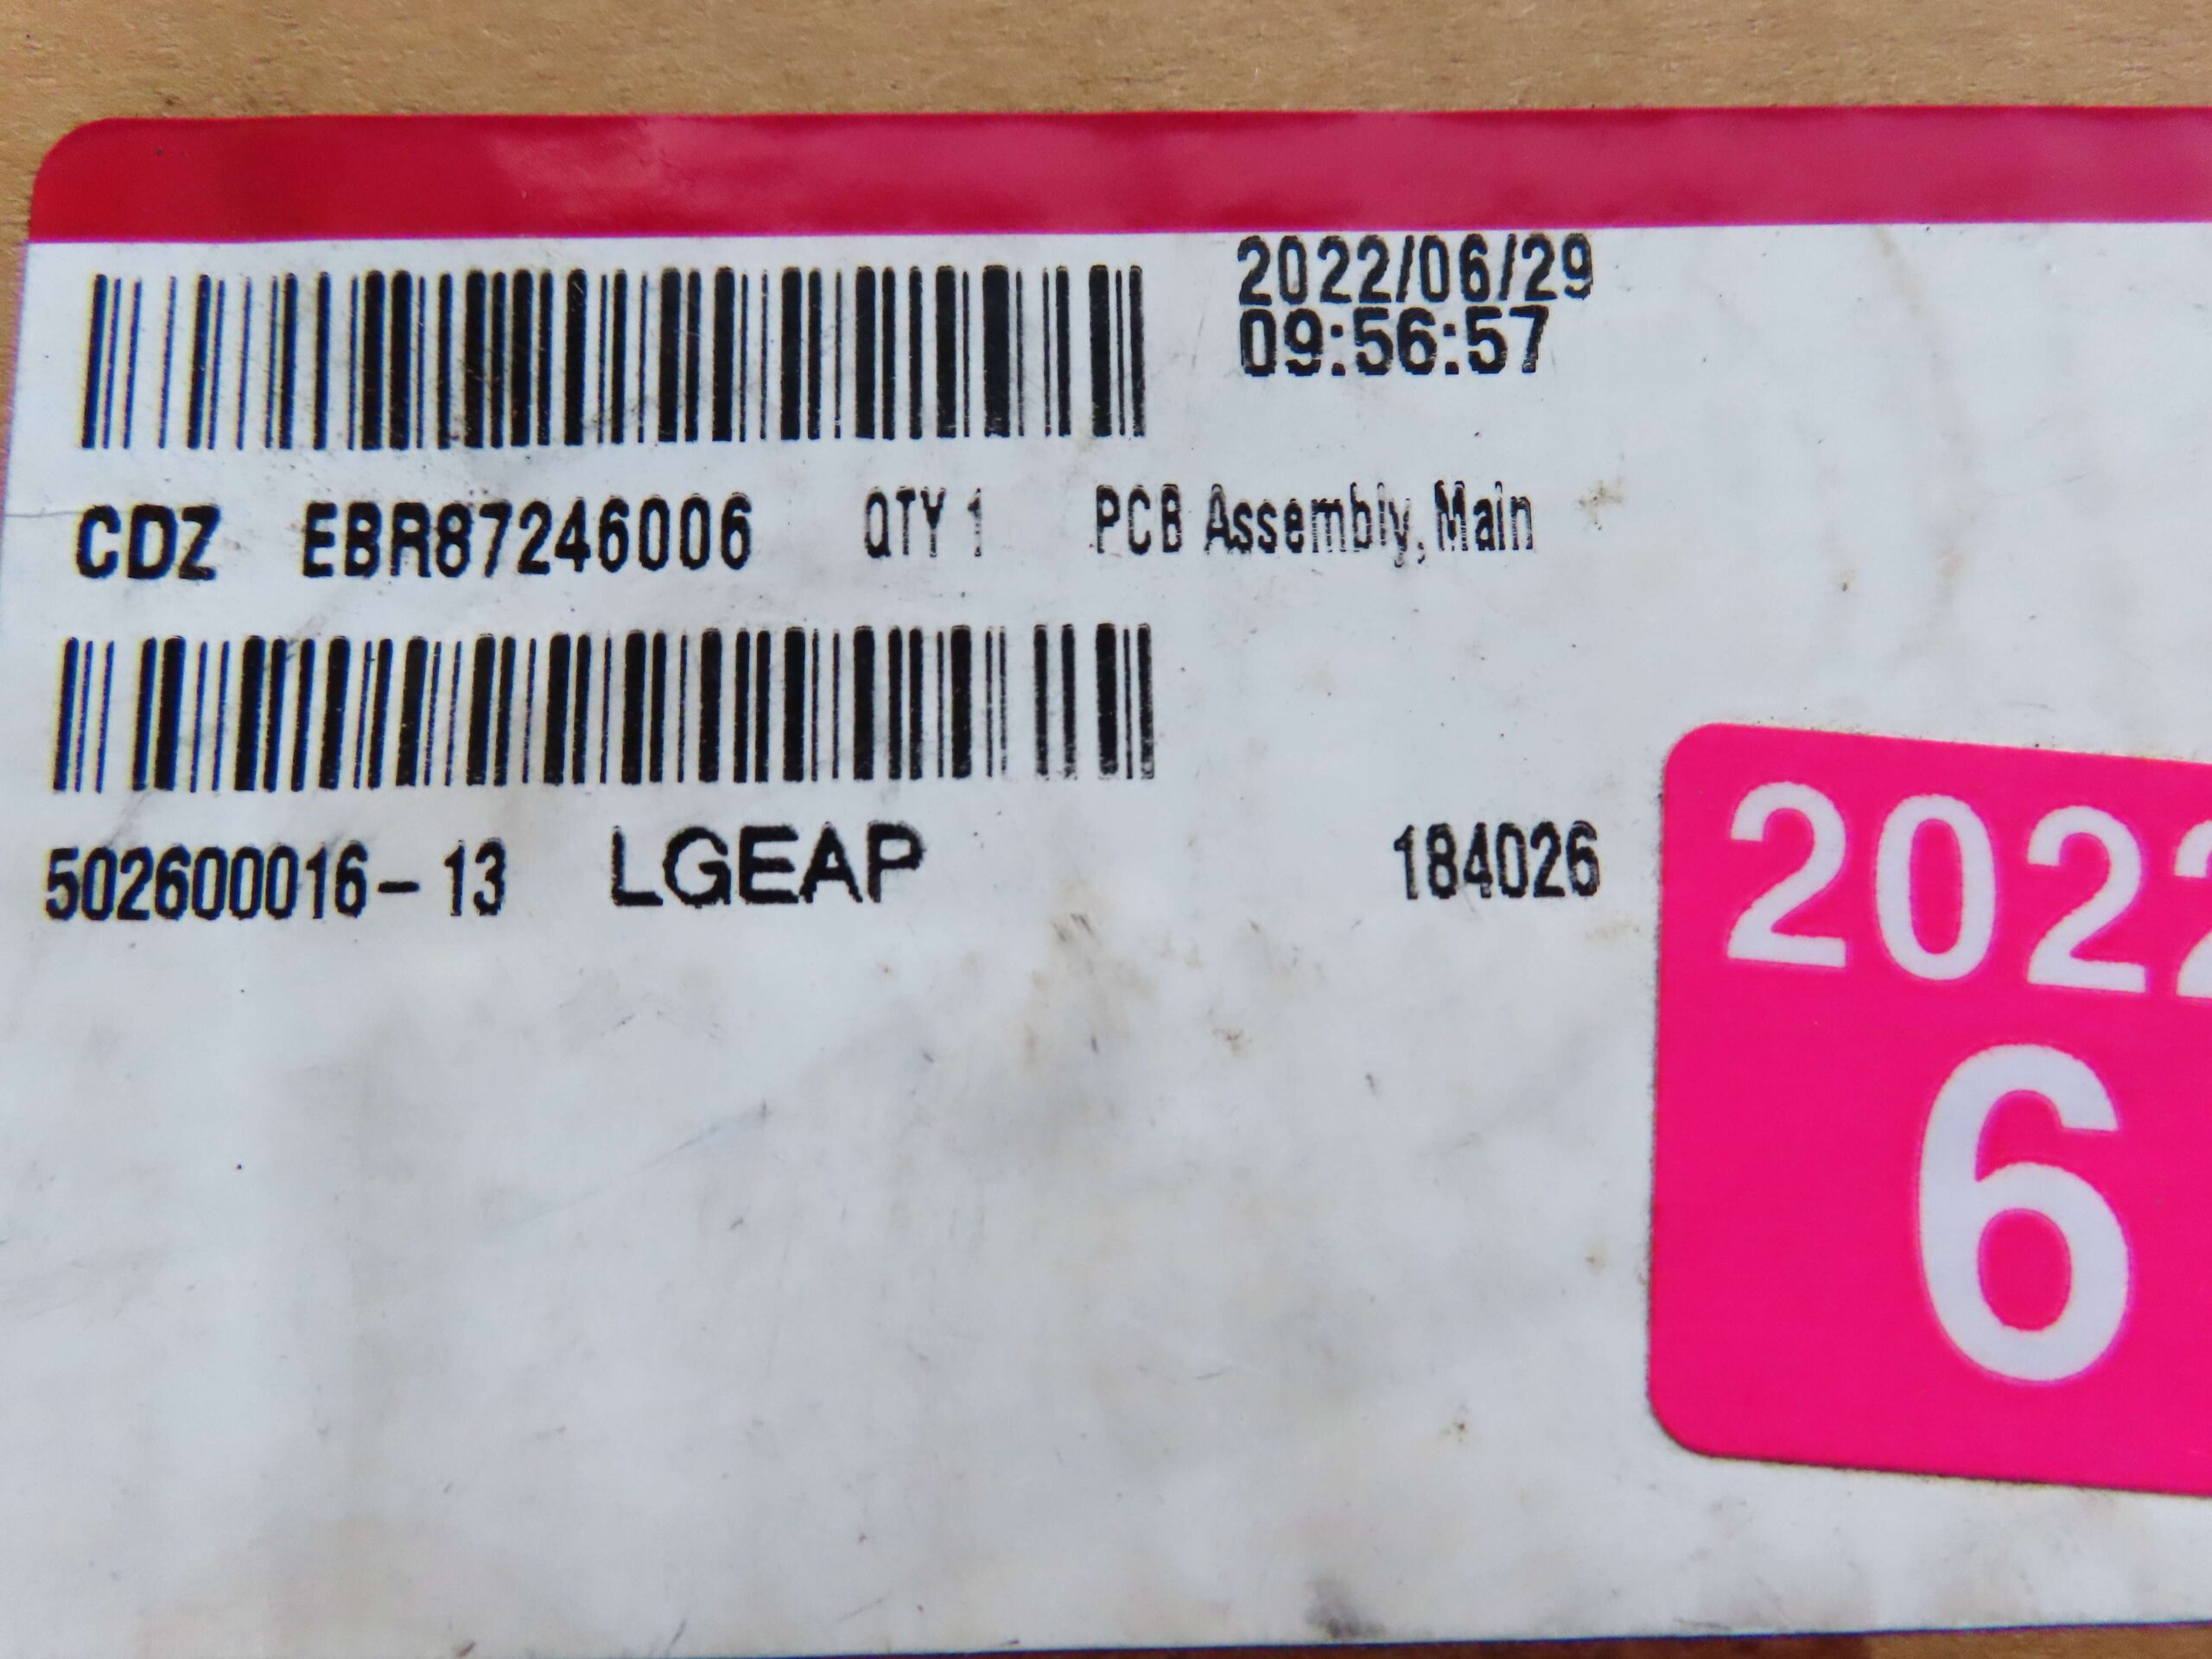 2022/06/29
09:56:57
CDZ EBR87246006 QTY 1 PCB Assembly, Main
502600016-13 LGEAP 184026
2022
6